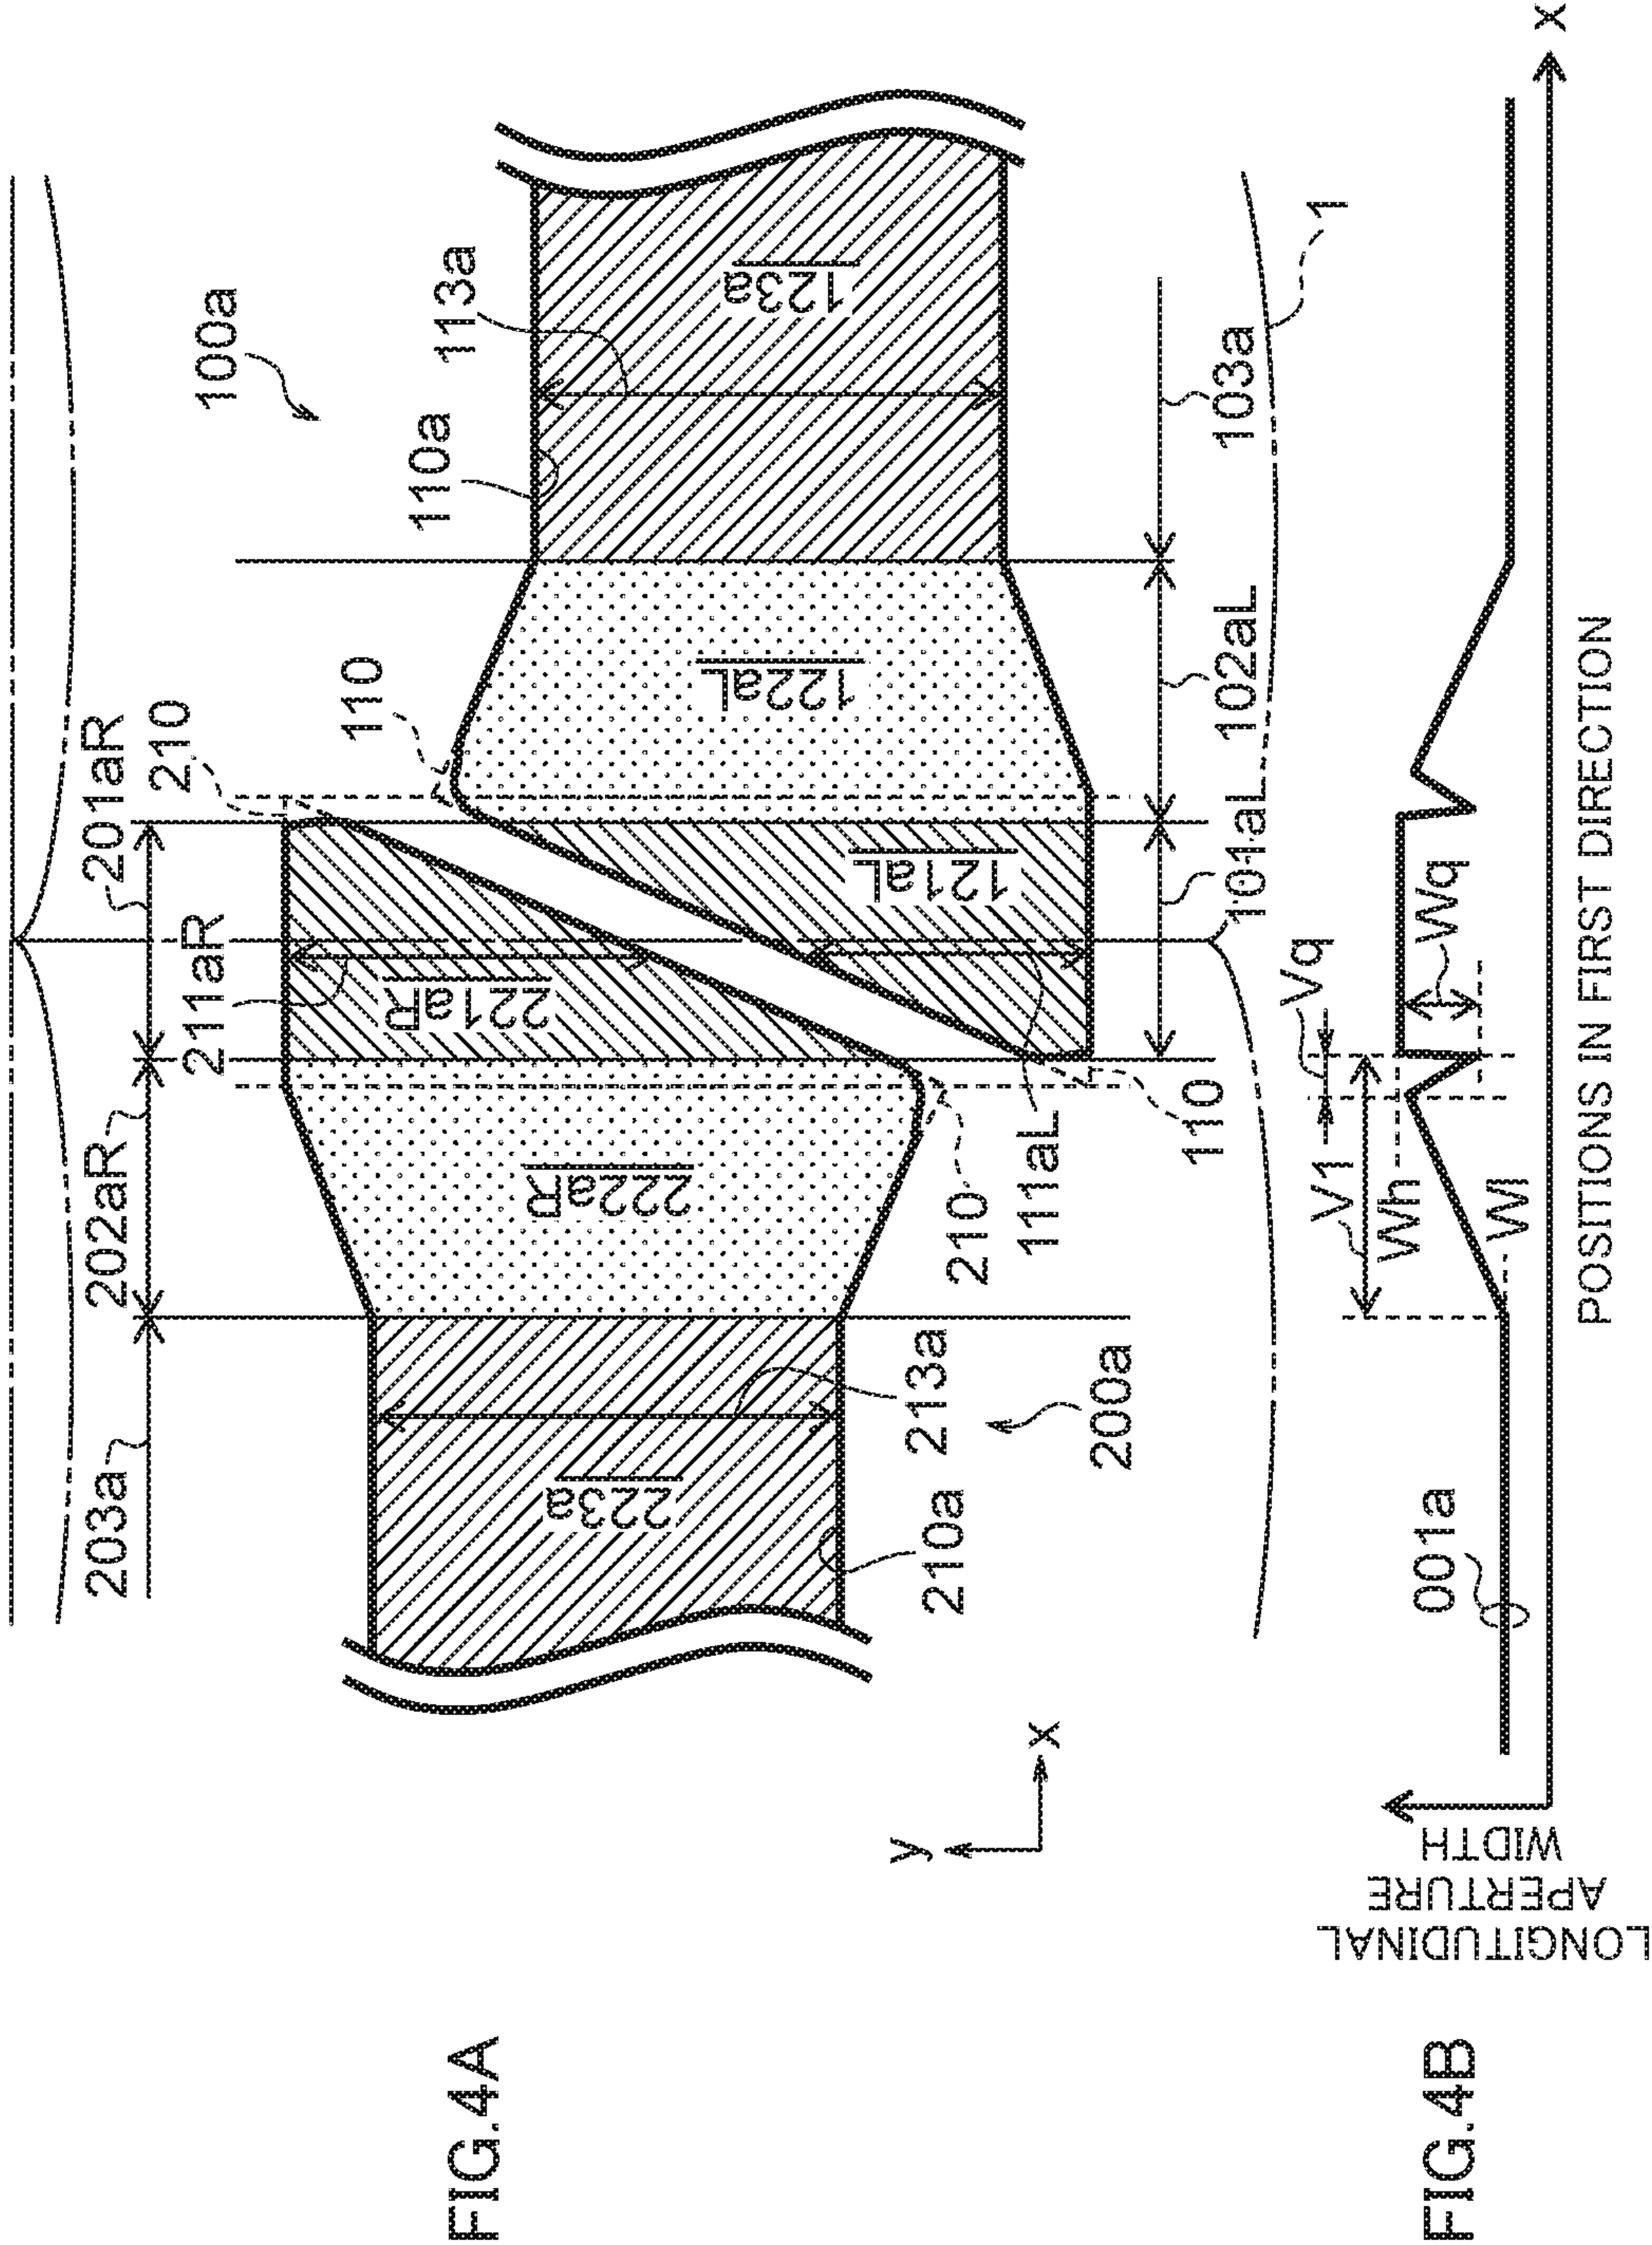 FIG.4A
203a
202aR
201aR
210
211aR
100a
110
110a
113a
223a
222aR
221aR
121aL
122aL
123a
210a
213a
200a
210
111aL
110
101aL
102aL
103a
1
y
x
FIG.4B
LONGITUDINAL
APERTURE
WIDTH
001a
V1
Wh
Wl
Vq
Wq
x
POSITIONS IN FIRST DIRECTION